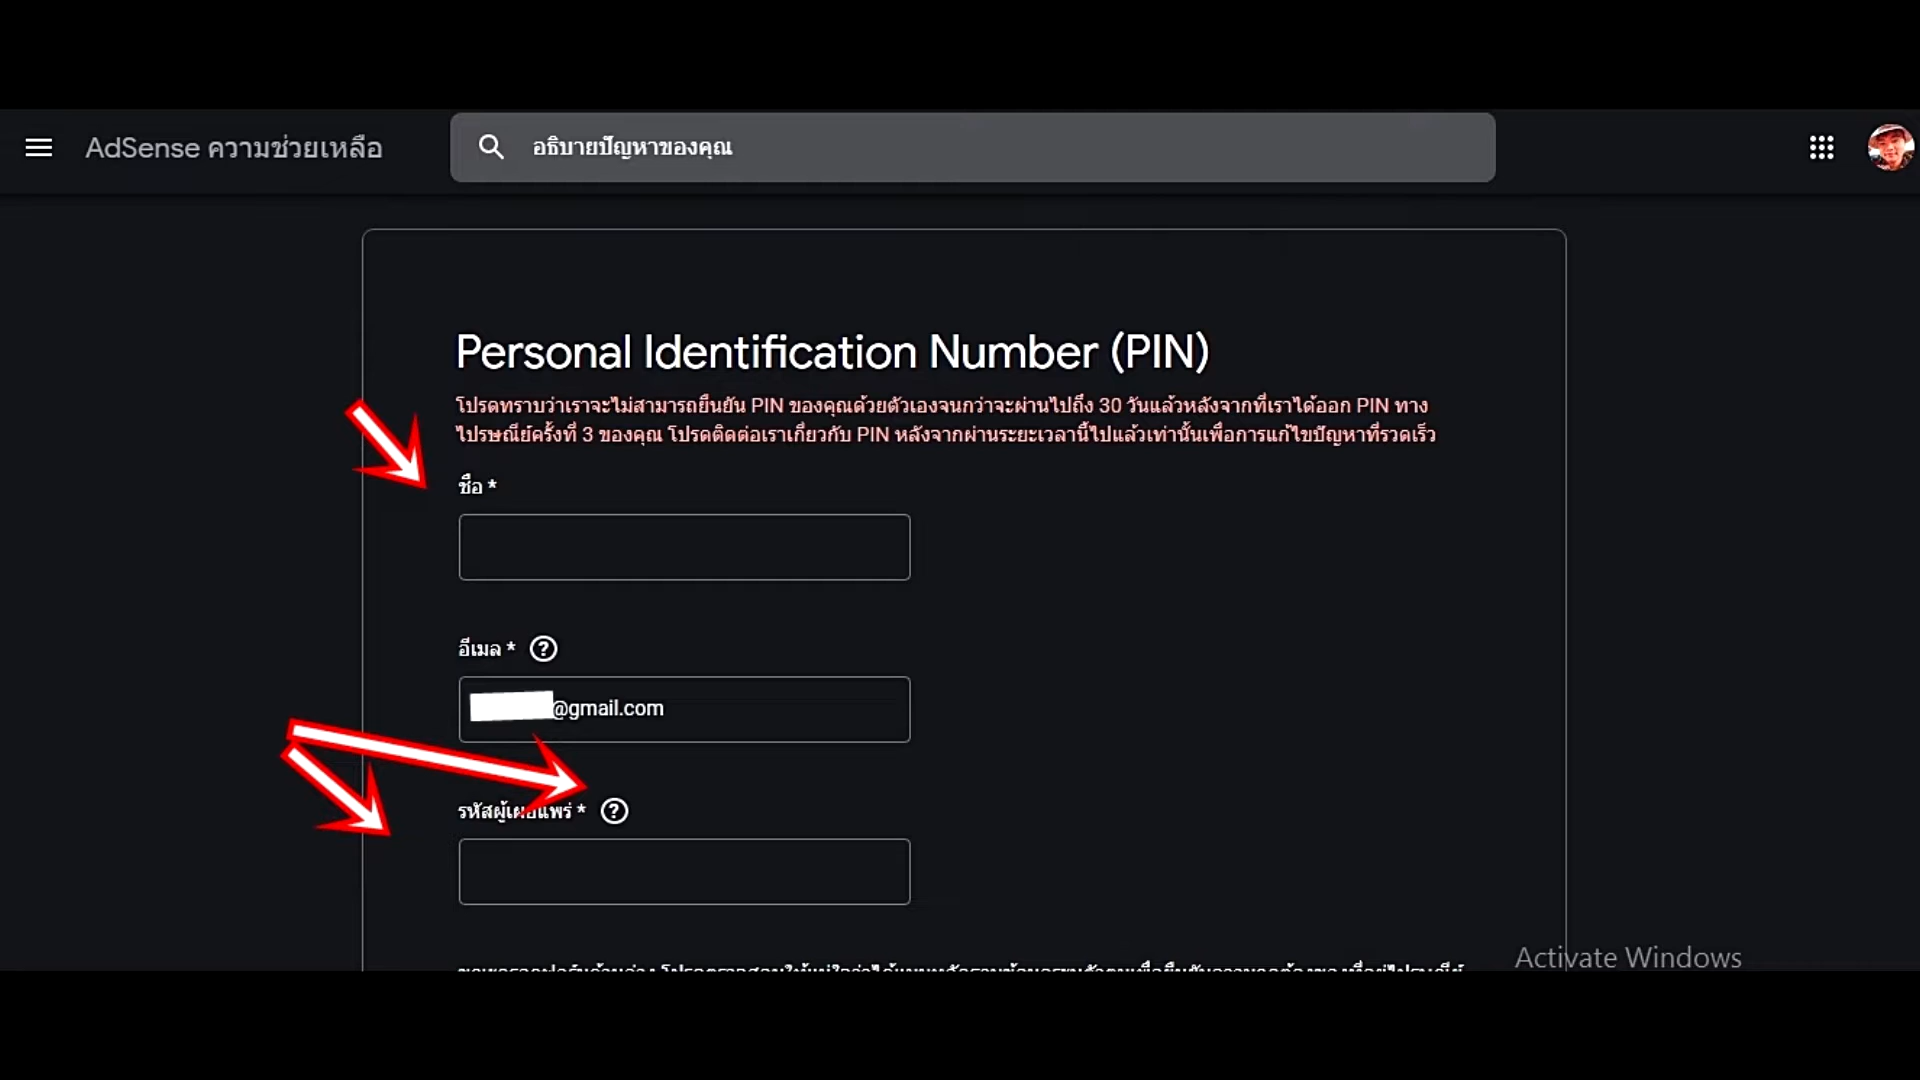 AdSense ความช่วยเหลือ
อธิบายปัญหาของคุณ
Personal Identification Number (PIN)
โปรดทราบว่าเราจะไม่สามารถยืนยัน PIN ของคุณด้วยตัวเองจนกว่าจะผ่านไปถึง 30 วันแล้วหลังจากที่เราได้ออก PIN ทาง
ไปรษณีย์ครั้งที่ 3 ของคุณ โปรดติดต่อเราเกี่ยวกับ PIN หลังจากผ่านระยะเวลานี้ไปแล้วเท่านั้นเพื่อการแก้ไขปัญหาที่รวดเร็ว
ชื่อ *
อีเมล * ?
@gmail.com
รหัสผู้เผยแพร่ * ?
Activate Windows